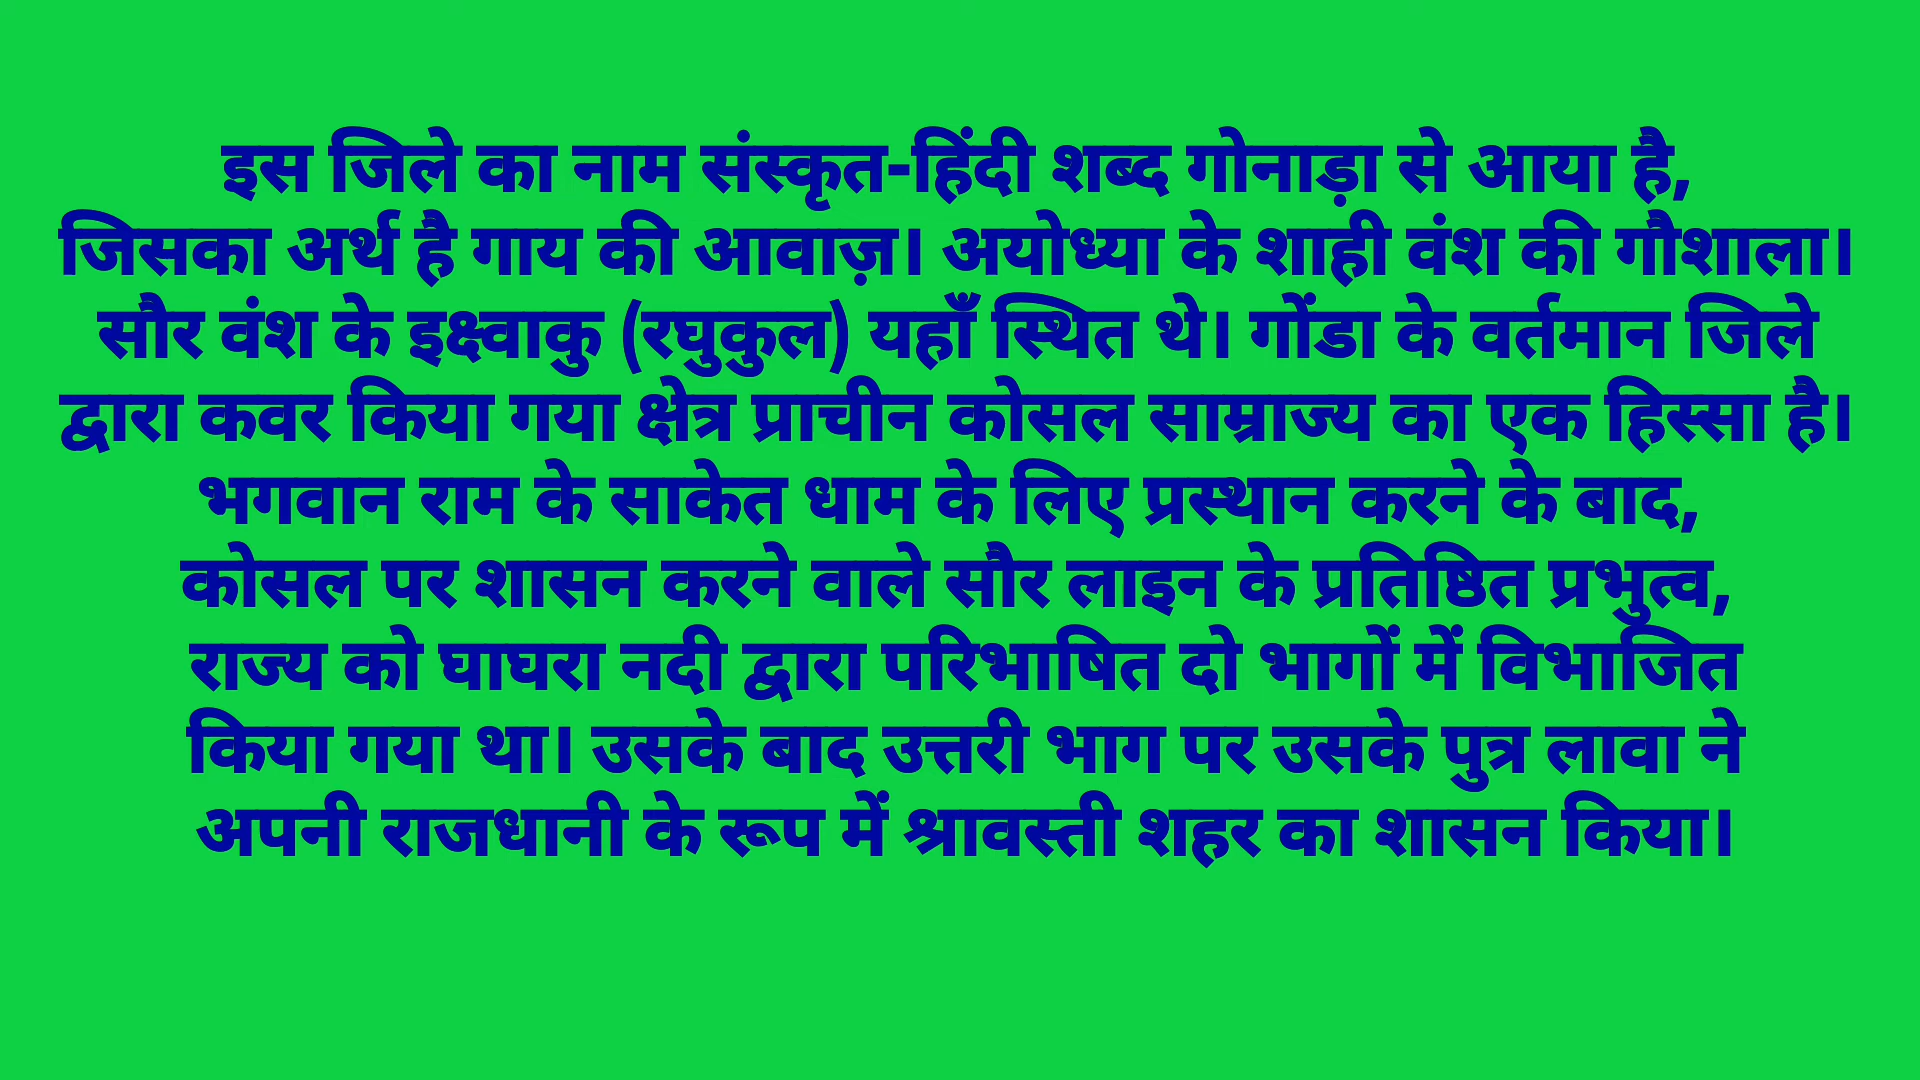 इस जिले का नाम संस्कृत-हिंदी शब्द गोनाड़ा से आया है,
जिसका अर्थ है गाय की आवाज़। अयोध्या के शाही वंश की गौशाला।
सौर वंश के इक्ष्वाकु (रघुकुल) यहाँ स्थित थे। गोंडा के वर्तमान जिले
द्वारा कवर किया गया क्षेत्र प्राचीन कोसल साम्राज्य का एक हिस्सा है।
भगवान राम के साकेत धाम के लिए प्रस्थान करने के बाद,
कोसल पर शासन करने वाले सौर लाइन के प्रतिष्ठित प्रभुत्व,
राज्य को घाघरा नदी द्वारा परिभाषित दो भागों में विभाजित
किया गया था। उसके बाद उत्तरी भाग पर उसके पुत्र लावा ने
अपनी राजधानी के रूप में श्रावस्ती शहर का शासन किया।